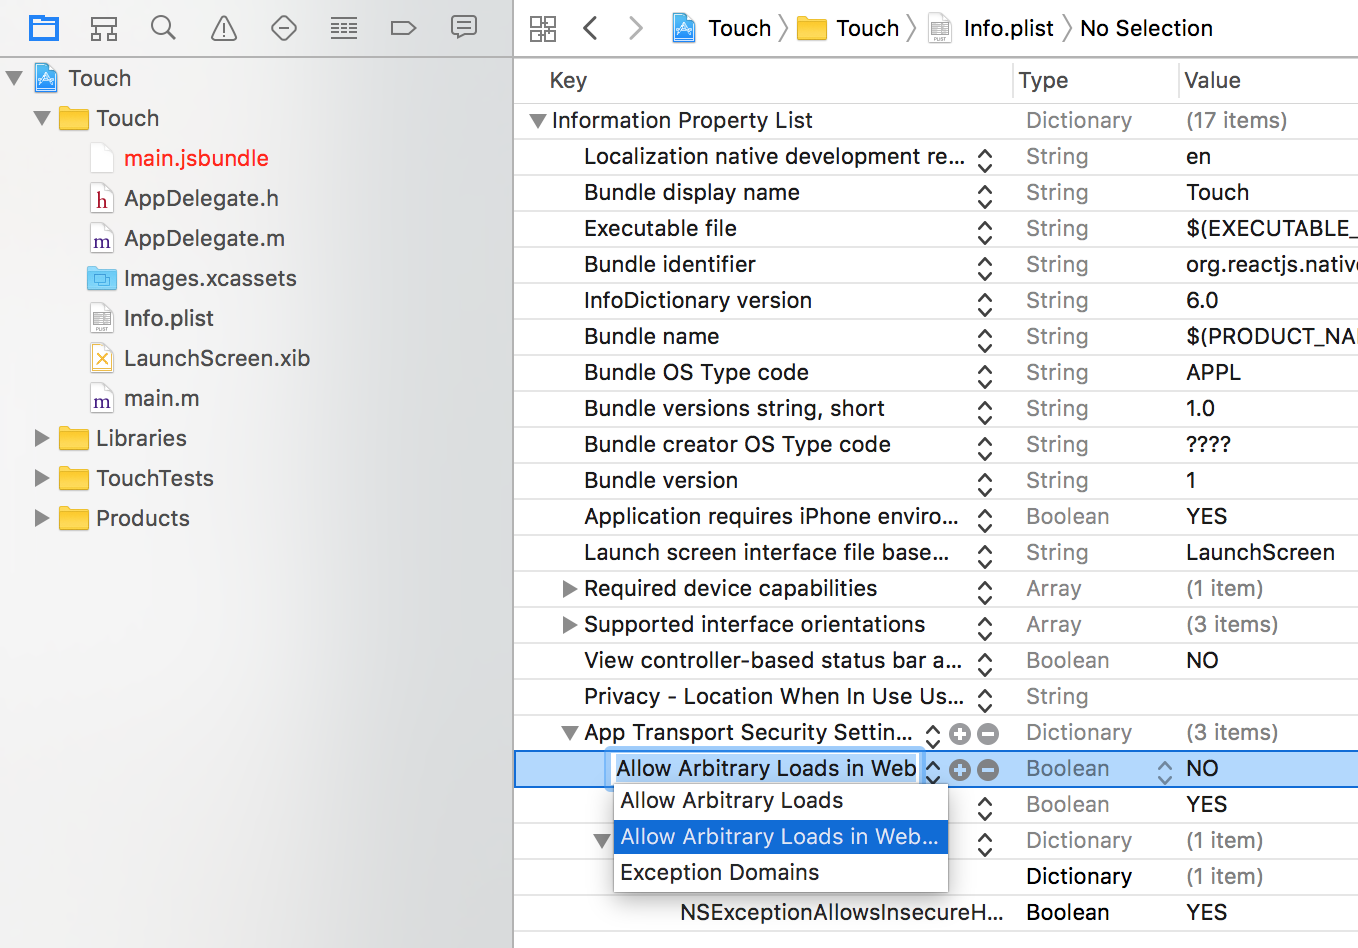 Touch
Touch
main.jsbundle
h AppDelegate.h
m AppDelegate.m
Images.xcassets
PLIST Info.plist
LaunchScreen.xib
m main.m
Libraries
TouchTests
Products
Touch Touch PLIST Info.plist No Selection
Key Type Value
Information Property List Dictionary (17 items)
Localization native development re... String en
Bundle display name String Touch
Executable file String $(EXECUTABLE_
Bundle identifier String org.reactjs.native
InfoDictionary version String 6.0
Bundle name String $(PRODUCT_NA
Bundle OS Type code String APPL
Bundle versions string, short String 1.0
Bundle creator OS Type code String ????
Bundle version String 1
Application requires iPhone enviro... Boolean YES
Launch screen interface file base... String LaunchScreen
Required device capabilities Array (1 item)
Supported interface orientations Array (3 items)
View controller-based status bar a... Boolean NO
Privacy - Location When In Use Us... String
App Transport Security Settin... Dictionary (3 items)
Allow Arbitrary Loads in Web Boolean NO
Allow Arbitrary Loads Boolean YES
Allow Arbitrary Loads in Web... Dictionary (1 item)
Exception Domains Dictionary (1 item)
NSExceptionAllowsInsecureH... Boolean YES